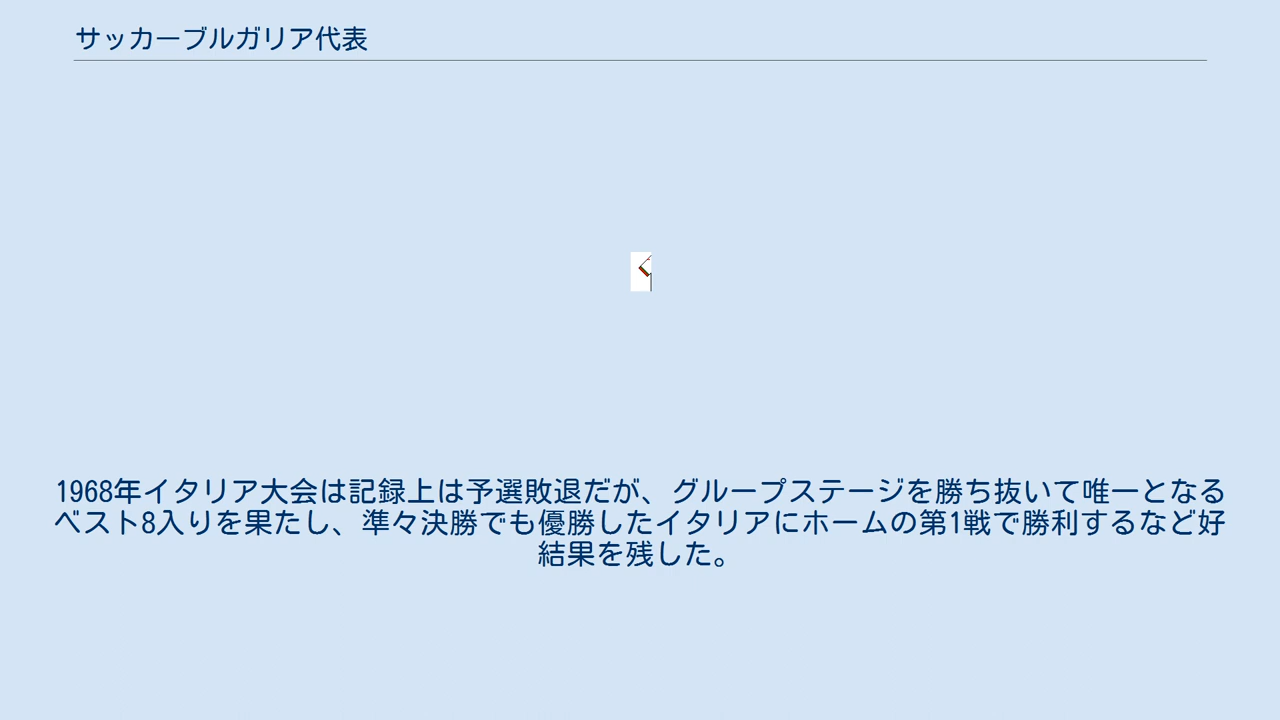 サッカーブルガリア代表
1968年イタリア大会は記録上は予選敗退だが、グループステージを勝ち抜いて唯一となる
ベスト8入りを果たし、準々決勝でも優勝したイタリアにホームの第1戦で勝利するなど好
結果を残した。